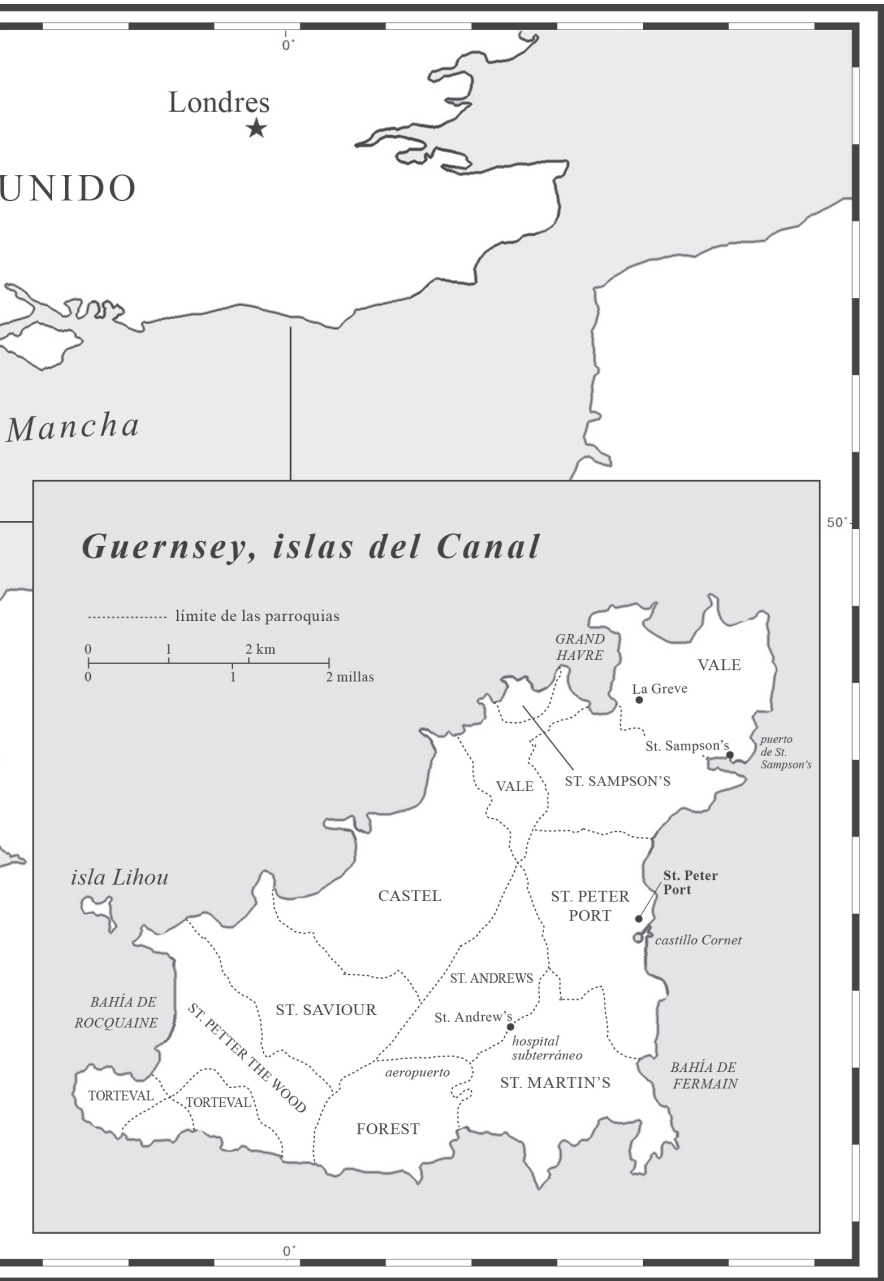 0°
Londres
UNIDO
Mancha
50°
Guernsey, islas del Canal
límite de las parroquias
0 1 2 km
0 1 2 millas
GRAND
HAVRE
VALE
La Greve
St. Sampson's
puerto
de St.
Sampson's
ST. SAMPSON'S
VALE
isla Lihou
CASTEL
ST. PETER
PORT
St. Peter
Port
castillo Cornet
ST. ANDREWS
BAHÍA DE
ROCQUAINE
ST. SAVIOUR
St. Andrew's
hospital
subterráneo
ST. PETTER THE WOOD
aeropuerto
ST. MARTIN'S
BAHÍA DE
FERMAIN
TORTEVAL
TORTEVAL
FOREST
0°